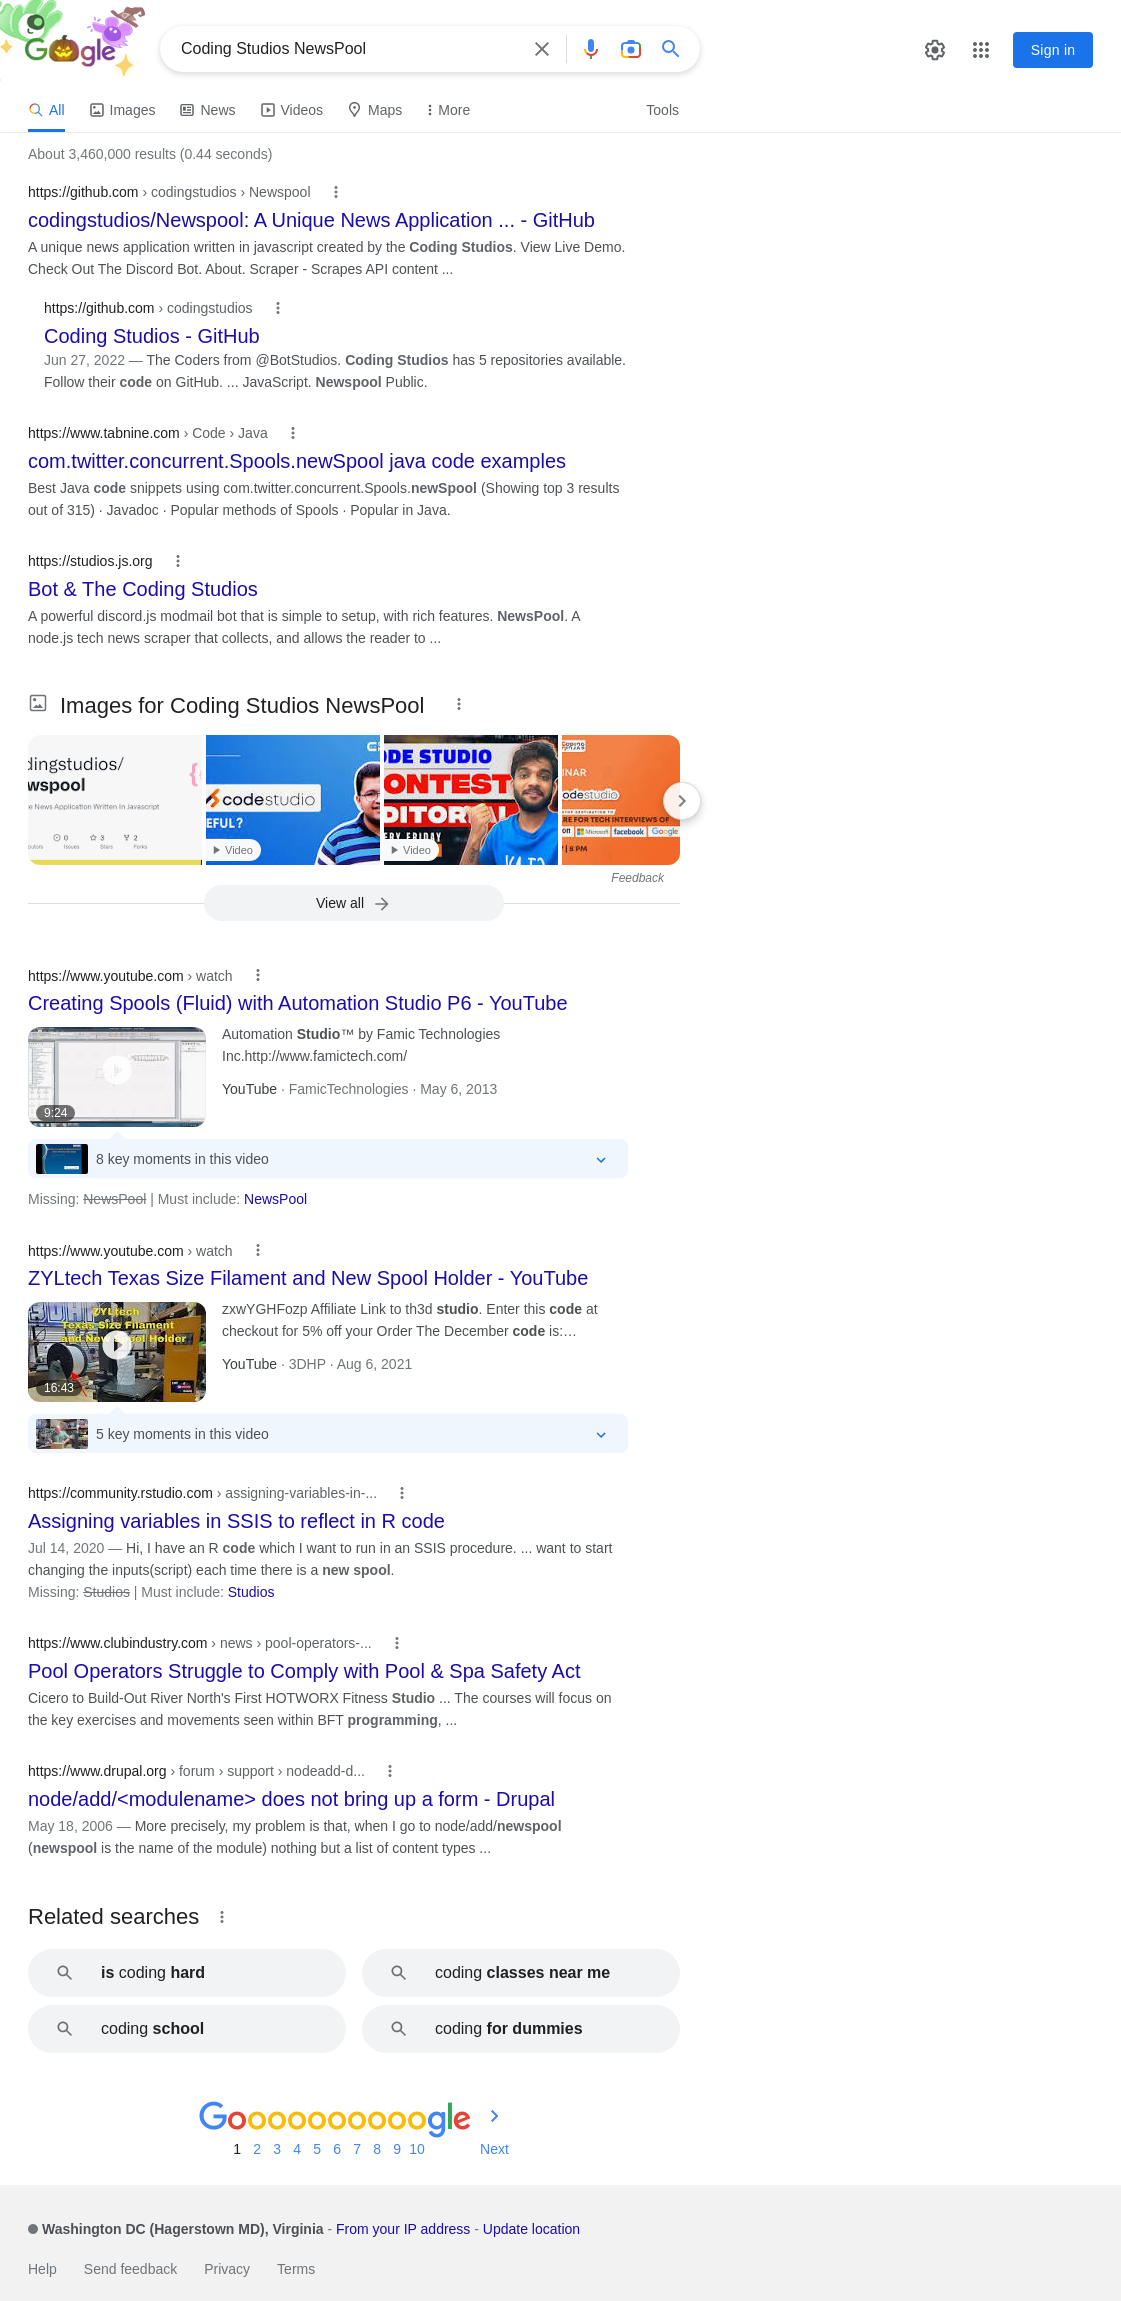 Google
Coding Studios NewsPool
Sign in
All
Images
News
Videos
Maps
More
Tools
About 3,460,000 results (0.44 seconds)
https://github.com › codingstudios › Newspool
codingstudios/Newspool: A Unique News Application ... - GitHub
A unique news application written in javascript created by the Coding Studios. View Live Demo.
Check Out The Discord Bot. About. Scraper - Scrapes API content ...
https://github.com › codingstudios
Coding Studios - GitHub
Jun 27, 2022 — The Coders from @BotStudios. Coding Studios has 5 repositories available.
Follow their code on GitHub. ... JavaScript. Newspool Public.
https://www.tabnine.com › Code › Java
com.twitter.concurrent.Spools.newSpool java code examples
Best Java code snippets using com.twitter.concurrent.Spools.newSpool (Showing top 3 results
out of 315) · Javadoc · Popular methods of Spools · Popular in Java.
https://studios.js.org
Bot & The Coding Studios
A powerful discord.js modmail bot that is simple to setup, with rich features. NewsPool. A
node.js tech news scraper that collects, and allows the reader to ...
Images for Coding Studios NewsPool
dingstudios/
wspool
e News Application Written In Javascript
0
3
2
Issues
Stars
Forks
codestudio
EFUL?
Video
ODE STUDIO
ONTEST
DITORIAL
ERY FRIDAY
Video
CODING
NINJAS
INAR
codestudio
RE FOR TECH INTERVIEWS OF
on
Microsoft
facebook
Google
| 8 PM
Feedback
View all
https://www.youtube.com › watch
Creating Spools (Fluid) with Automation Studio P6 - YouTube
Automation Studio™ by Famic Technologies
Inc.http://www.famictech.com/
YouTube · FamicTechnologies · May 6, 2013
9:24
8 key moments in this video
Missing: NewsPool | Must include: NewsPool
https://www.youtube.com › watch
ZYLtech Texas Size Filament and New Spool Holder - YouTube
ZYLtech
Texas Size Filament
and New Spool Holder
16:43
zxwYGHFozp Affiliate Link to th3d studio. Enter this code at
checkout for 5% off your Order The December code is:…
YouTube · 3DHP · Aug 6, 2021
5 key moments in this video
https://community.rstudio.com › assigning-variables-in-...
Assigning variables in SSIS to reflect in R code
Jul 14, 2020 — Hi, I have an R code which I want to run in an SSIS procedure. ... want to start
changing the inputs(script) each time there is a new spool.
Missing: Studios | Must include: Studios
https://www.clubindustry.com › news › pool-operators-...
Pool Operators Struggle to Comply with Pool & Spa Safety Act
Cicero to Build-Out River North's First HOTWORX Fitness Studio ... The courses will focus on
the key exercises and movements seen within BFT programming, ...
https://www.drupal.org › forum › support › nodeadd-d...
node/add/<modulename> does not bring up a form - Drupal
May 18, 2006 — More precisely, my problem is that, when I go to node/add/newspool
(newspool is the name of the module) nothing but a list of content types ...
Related searches
is coding hard
coding classes near me
coding school
coding for dummies
Goooooooooogle
1 2 3 4 5 6 7 8 9 10
Next
Washington DC (Hagerstown MD), Virginia - From your IP address - Update location
Help
Send feedback
Privacy
Terms